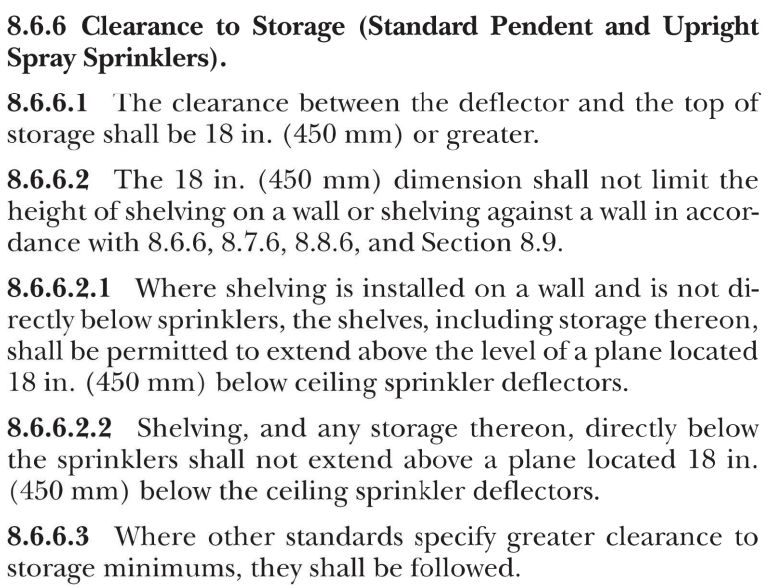 8.6.6 Clearance to Storage (Standard Pendent and Upright
Spray Sprinklers).
8.6.6.1 The clearance between the deflector and the top of
storage shall be 18 in. (450 mm) or greater.
8.6.6.2 The 18 in. (450 mm) dimension shall not limit the
height of shelving on a wall or shelving against a wall in accor-
dance with 8.6.6, 8.7.6, 8.8.6, and Section 8.9.
8.6.6.2.1 Where shelving is installed on a wall and is not di-
rectly below sprinklers, the shelves, including storage thereon,
shall be permitted to extend above the level of a plane located
18 in. (450 mm) below ceiling sprinkler deflectors.
8.6.6.2.2 Shelving, and any storage thereon, directly below
the sprinklers shall not extend above a plane located 18 in.
(450 mm) below the ceiling sprinkler deflectors.
8.6.6.3 Where other standards specify greater clearance to
storage minimums, they shall be followed.